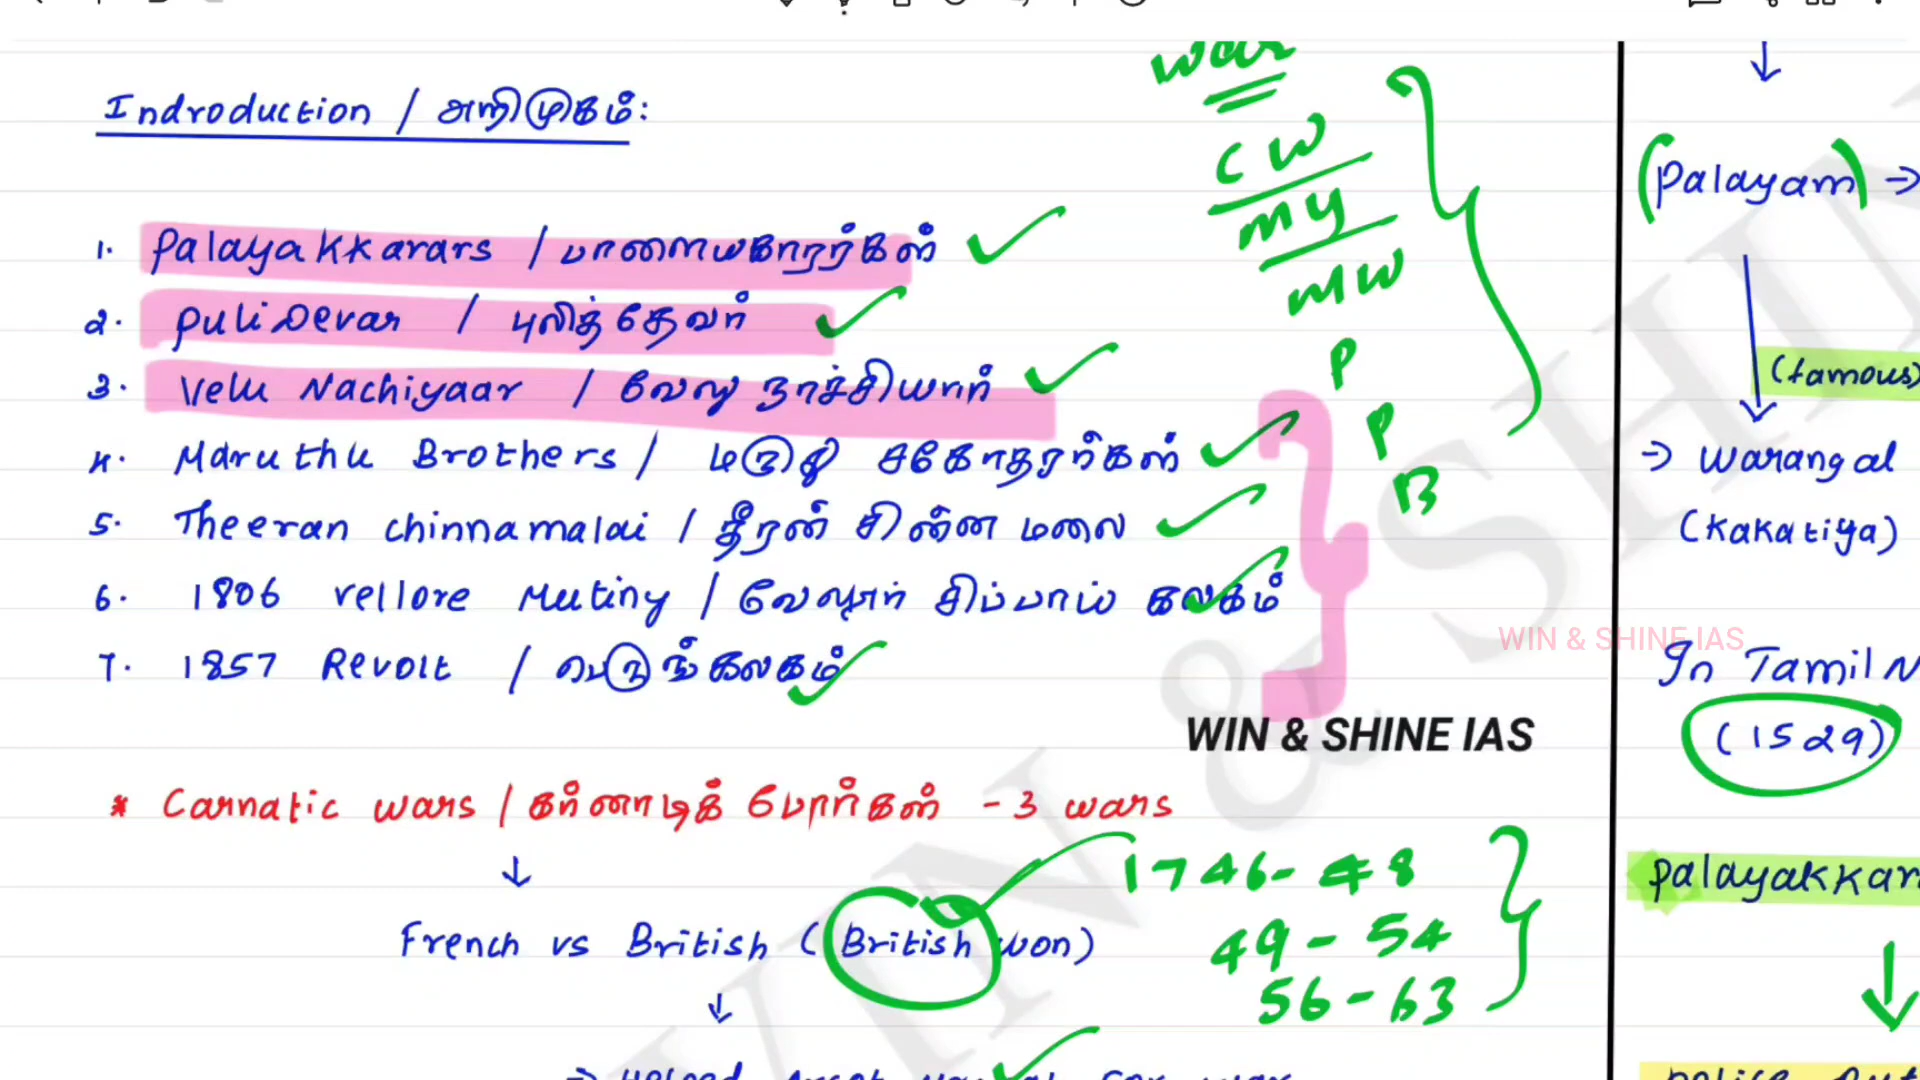 war
Indroduction / அறிமுகம்:
CW
my
MW
P
P
B
1. Palayakkarars / பாளையகாரர்கள்
2. Puli Devar / புலித்தேவர்
3. Velu Nachiyaar / வேலு நாச்சியார்
4. Maruthu Brothers / மருது சகோதரர்கள்
5. Theeran chinnamalai / தீரன் சின்ன மலை
6. 1806 vellore Mutiny / வேலூர் சிப்பாய் கலகம்
7. 1857 Revolt / பெருங்கலகம்
WIN & SHINE IAS
* Carnatic wars / கர்னாடிக் போர்கள் - 3 wars
French vs British (British won)
1746-48
49-54
56-63
(Palayam) →
(famous)
→ Warangal
(Kakatiya)
WIN & SHINE IAS
In Tamil N
(1529)
Palayakkar